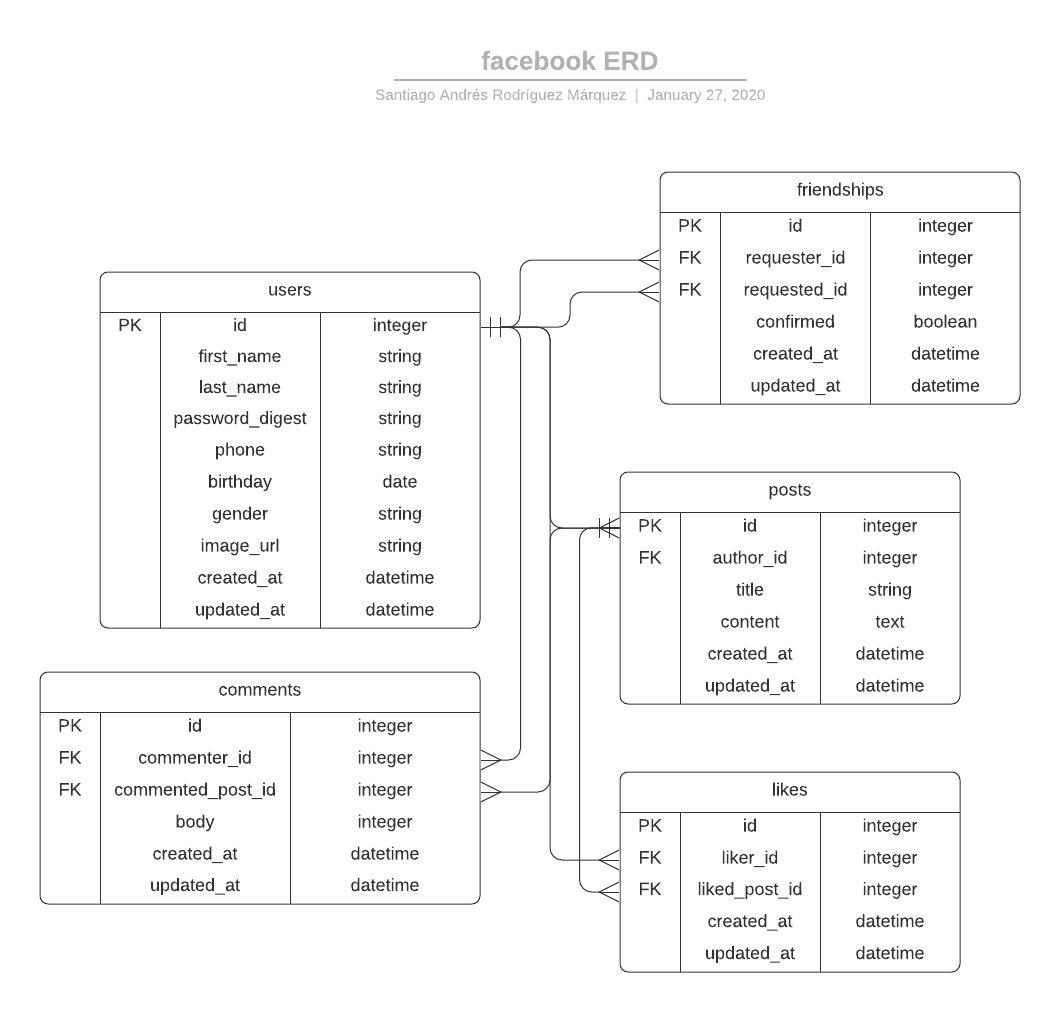 facebook ERD
Santiago Andrés Rodríguez Márquez | January 27, 2020
friendships
PK id integer
FK requester_id integer
FK requested_id integer
confirmed boolean
created_at datetime
updated_at datetime
users
PK id integer
first_name string
last_name string
password_digest string
phone string
birthday date
gender string
image_url string
created_at datetime
updated_at datetime
posts
PK id integer
FK author_id integer
title string
content text
created_at datetime
updated_at datetime
comments
PK id integer
FK commenter_id integer
FK commented_post_id integer
body integer
created_at datetime
updated_at datetime
likes
PK id integer
FK liker_id integer
FK liked_post_id integer
created_at datetime
updated_at datetime